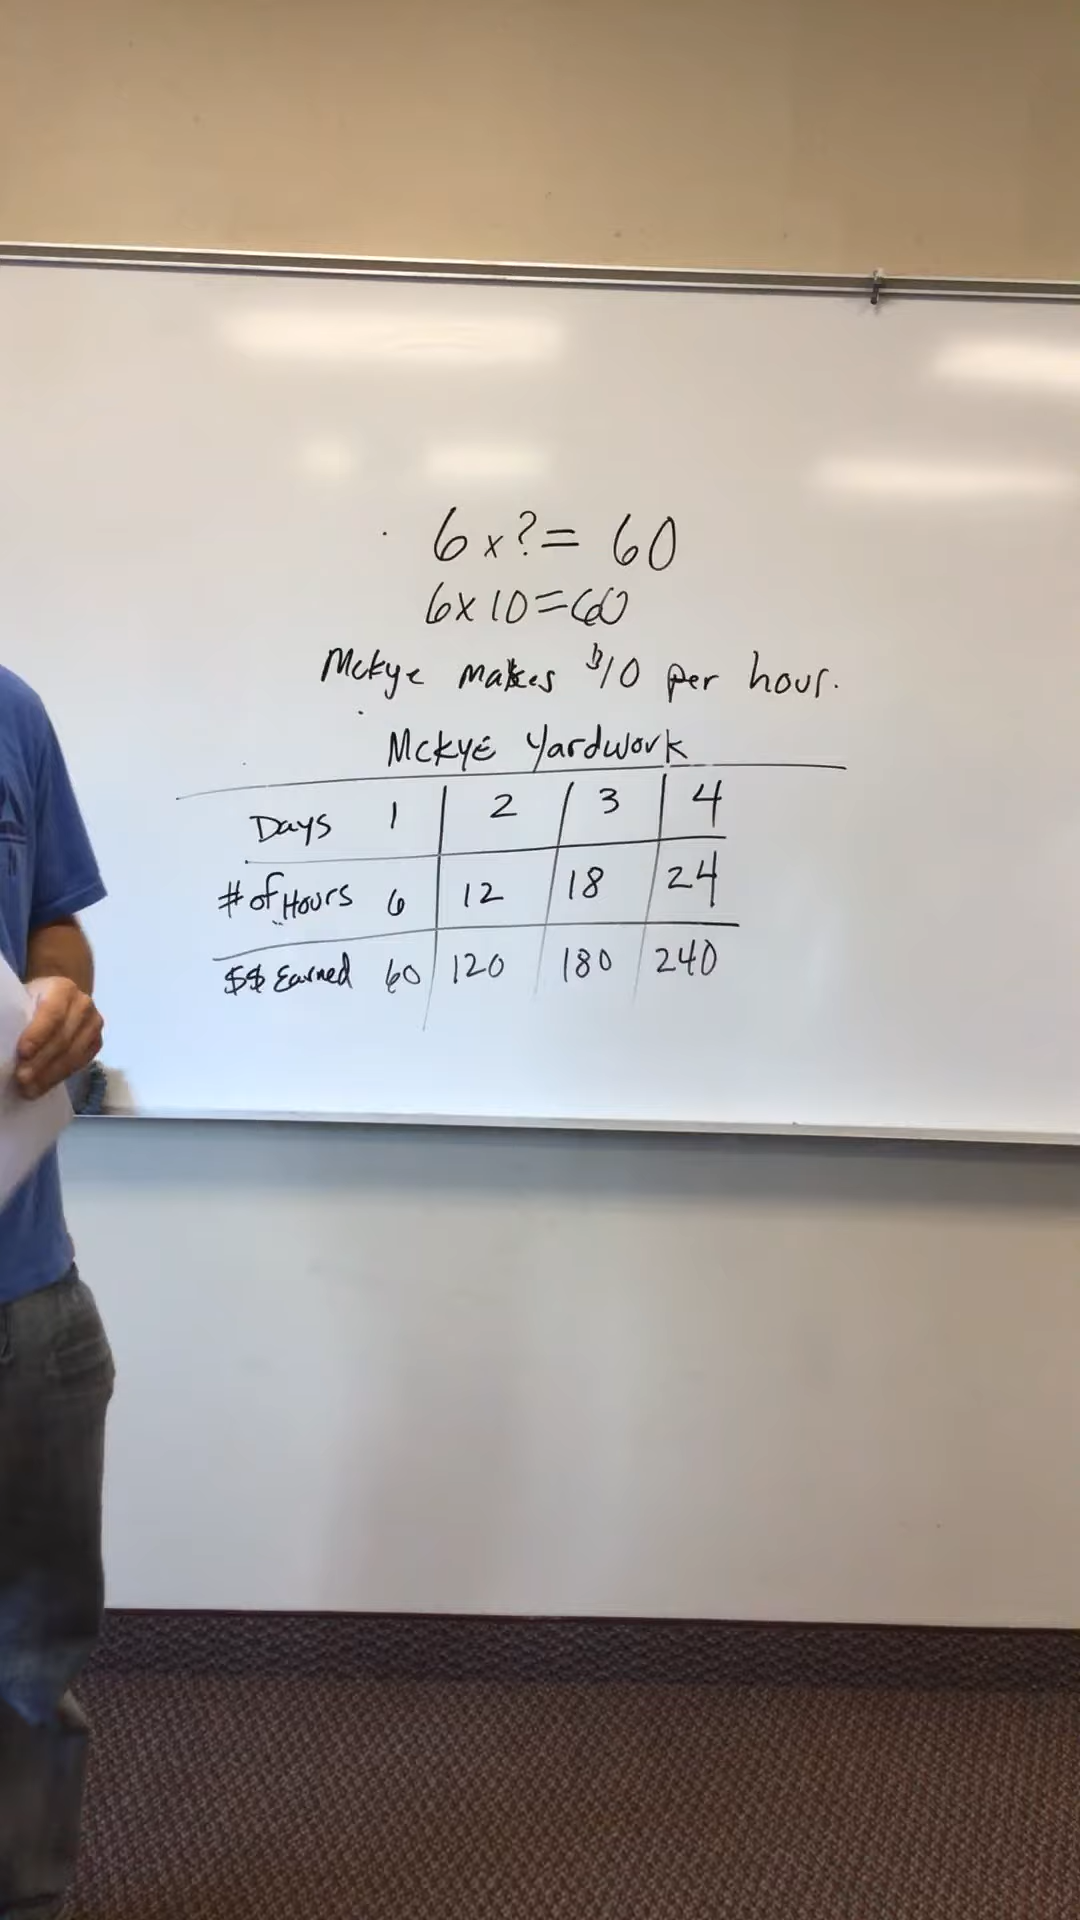 6 x ? = 60
6 x 10 = 60
Mckye makes $10 per hour.
Mckye Yardwork
Days 1 2 3 4
# of Hours 6 12 18 24
$$ Earned 60 120 180 240